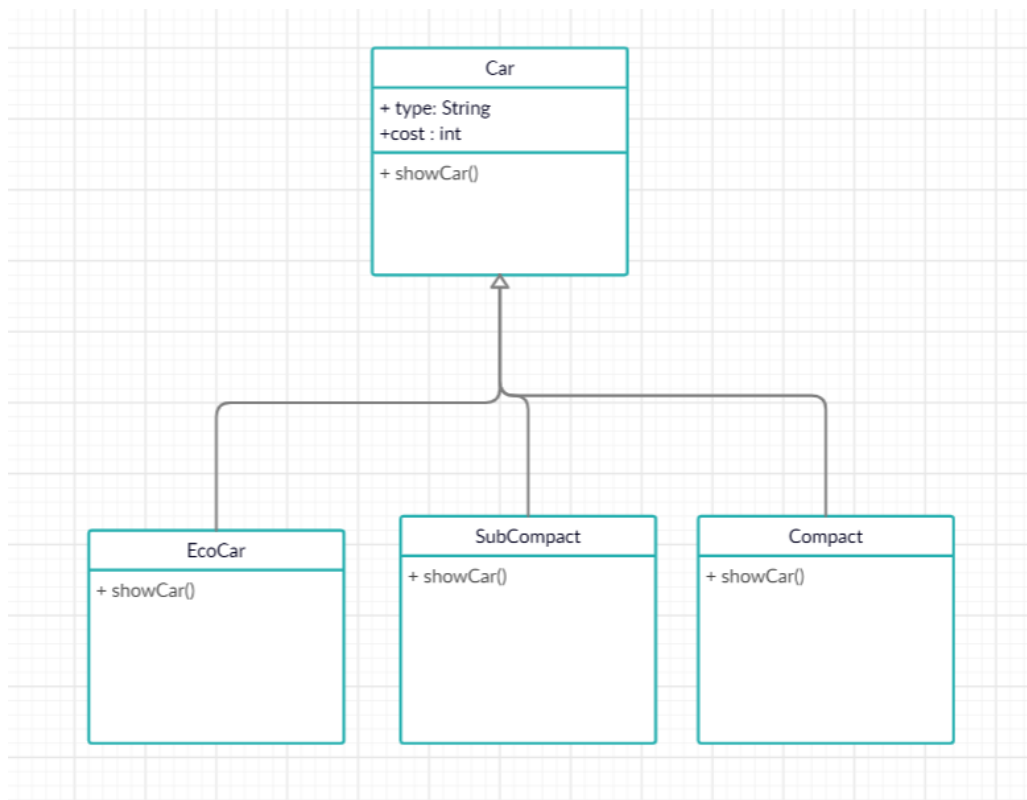 Car
+ type: String
+cost : int
+ showCar()
EcoCar
+ showCar()
SubCompact
+ showCar()
Compact
+ showCar()